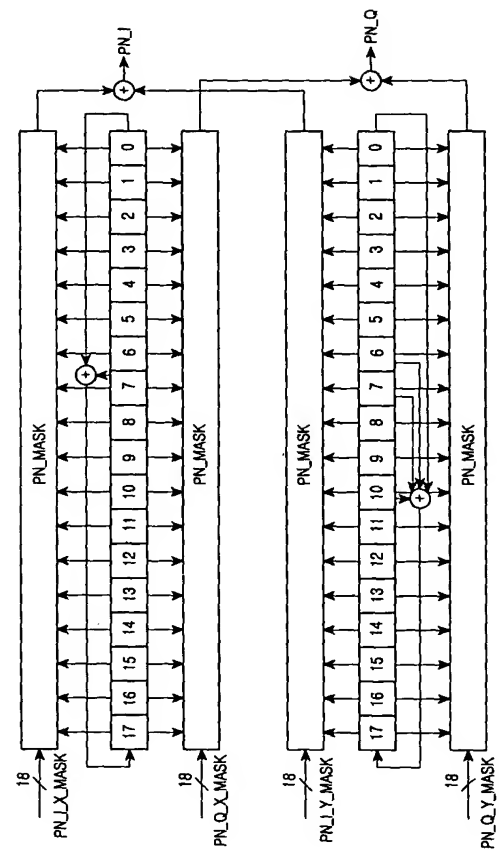 PN_MASK
18
PN_I_X_MASK
17 16 15 14 13 12 11 10 9 8 7 6 5 4 3 2 1 0
+
+
PN_I
PN_MASK
18
PN_Q_X_MASK
PN_MASK
18
PN_I_Y_MASK
17 16 15 14 13 12 11 10 9 8 7 6 5 4 3 2 1 0
+
+
PN_Q
PN_MASK
18
PN_Q_Y_MASK